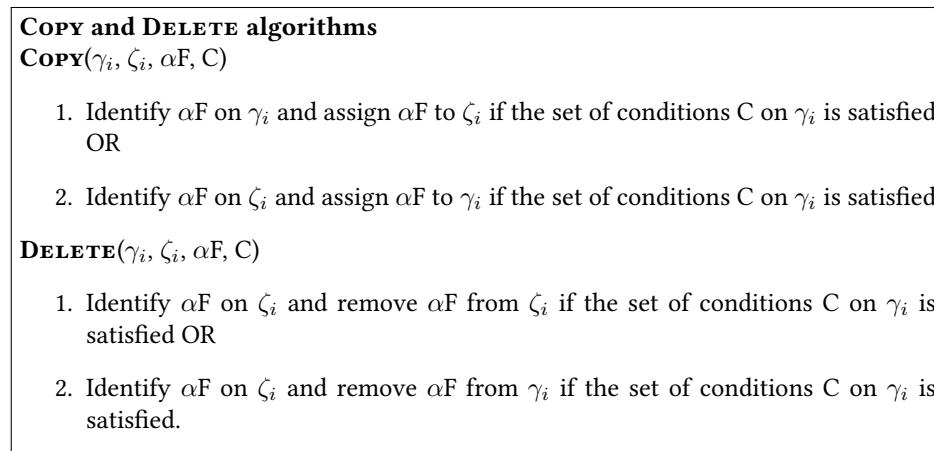 COPY and DELETE algorithms
COPY(γi, ζi, αF, C)
1. Identify αF on γi and assign αF to ζi if the set of conditions C on γi is satisfied
OR
2. Identify αF on ζi and assign αF to γi if the set of conditions C on γi is satisfied
DELETE(γi, ζi, αF, C)
1. Identify αF on ζi and remove αF from ζi if the set of conditions C on γi is
satisfied OR
2. Identify αF on ζi and remove αF from γi if the set of conditions C on γi is
satisfied.